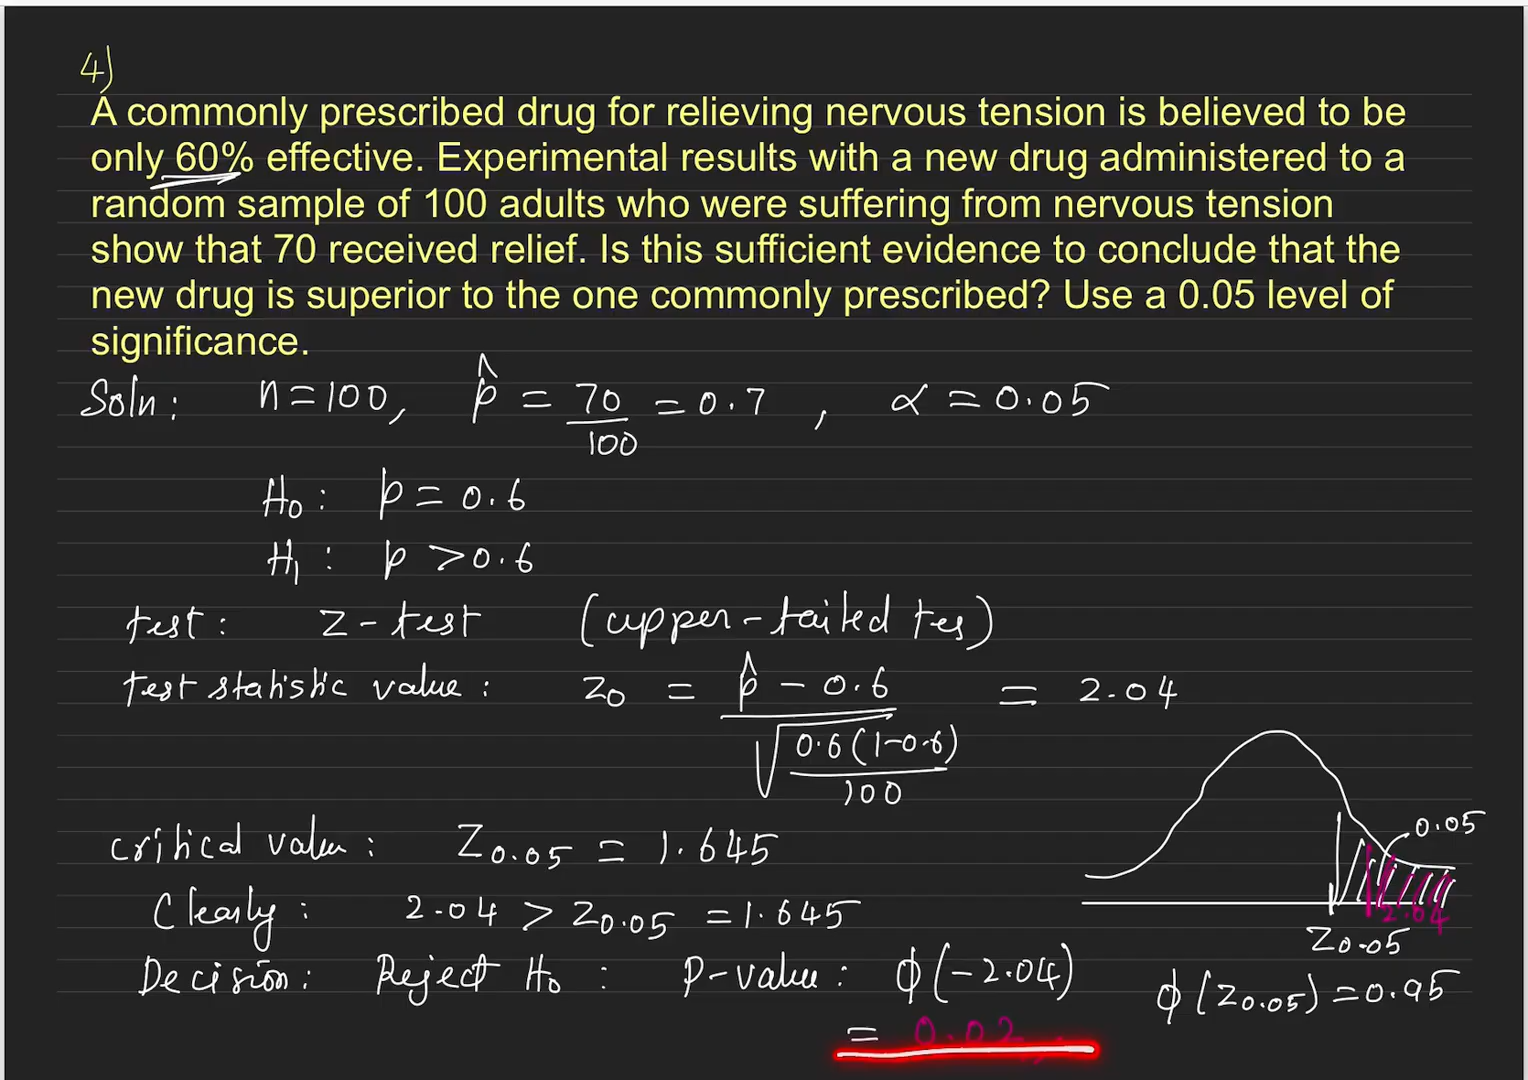 4)
A commonly prescribed drug for relieving nervous tension is believed to be
only 60% effective. Experimental results with a new drug administered to a
random sample of 100 adults who were suffering from nervous tension
show that 70 received relief. Is this sufficient evidence to conclude that the
new drug is superior to the one commonly prescribed? Use a 0.05 level of
significance.
Soln: n=100, p̂ = 70/100 = 0.7, α = 0.05
H₀: p = 0.6
H₁: p > 0.6
test: z-test (upper-tailed tes)
test statistic value: z₀ = (p̂ - 0.6)/√(0.6(1-0.6)/100) = 2.04
0.05
critical value: Z₀.₀₅ = 1.645
Clearly: 2.04 > Z₀.₀₅ = 1.645
2.04
Z₀.₀₅
Decision: Reject H₀: P-value: ϕ(-2.04)
ϕ(Z₀.₀₅) = 0.95
= 0.02